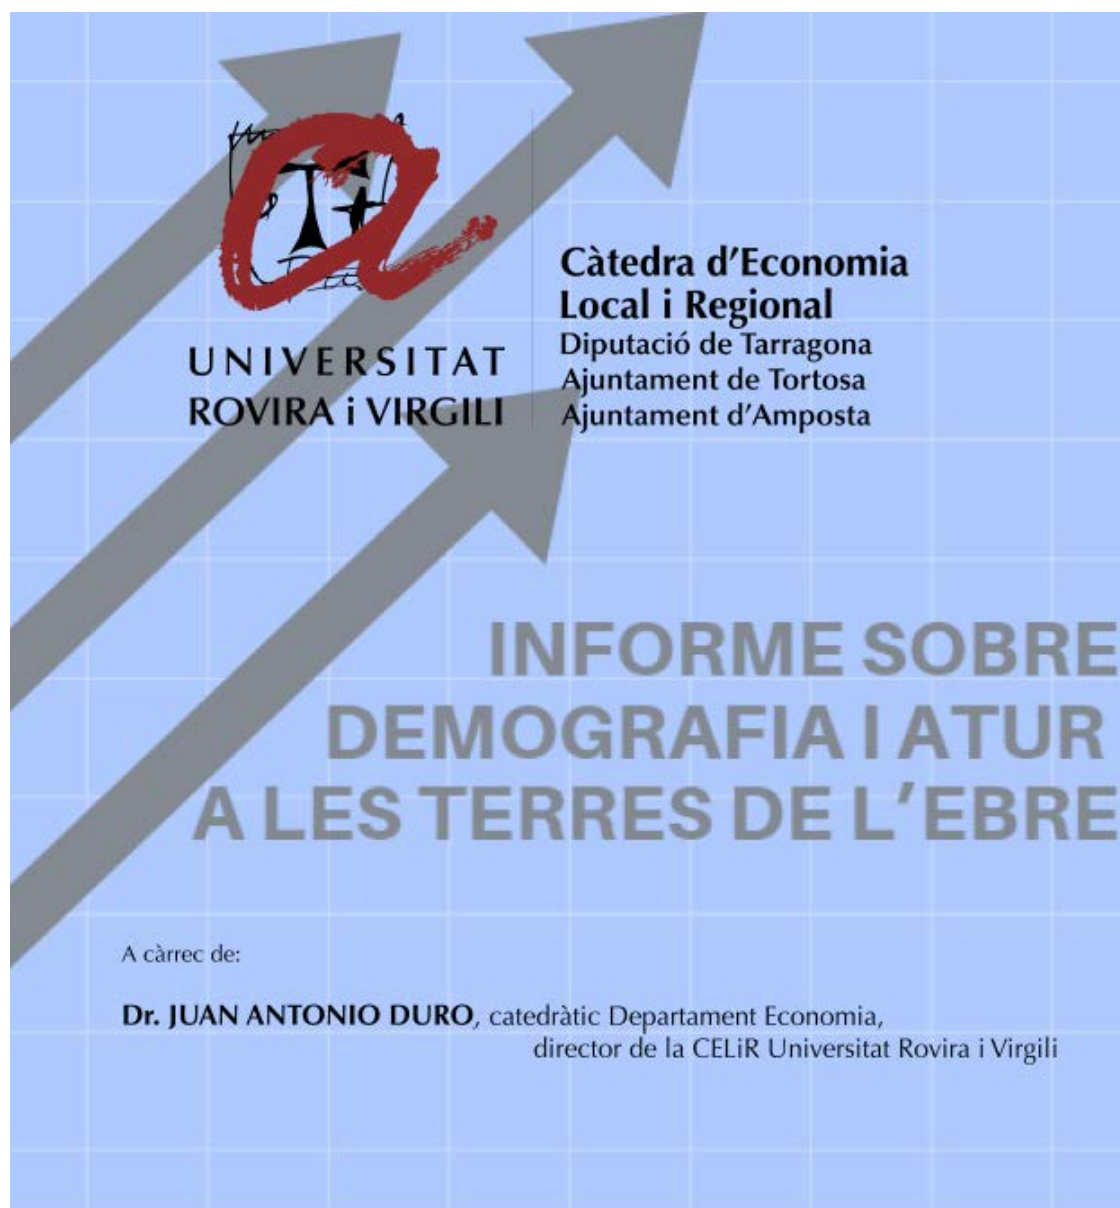 UNIVERSITAT
ROVIRA i VIRGILI
Càtedra d'Economia
Local i Regional
Diputació de Tarragona
Ajuntament de Tortosa
Ajuntament d'Amposta
INFORME SOBRE
DEMOGRAFIA I ATUR
A LES TERRES DE L'EBRE
A càrrec de:
Dr. JUAN ANTONIO DURO, catedràtic Departament Economia,
director de la CELiR Universitat Rovira i Virgili